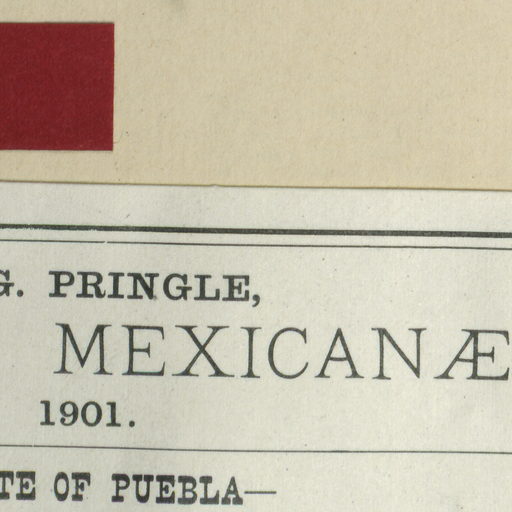 G. PRINGLE,
MEXICANÆ
1901.
TE OF PUEBLA—